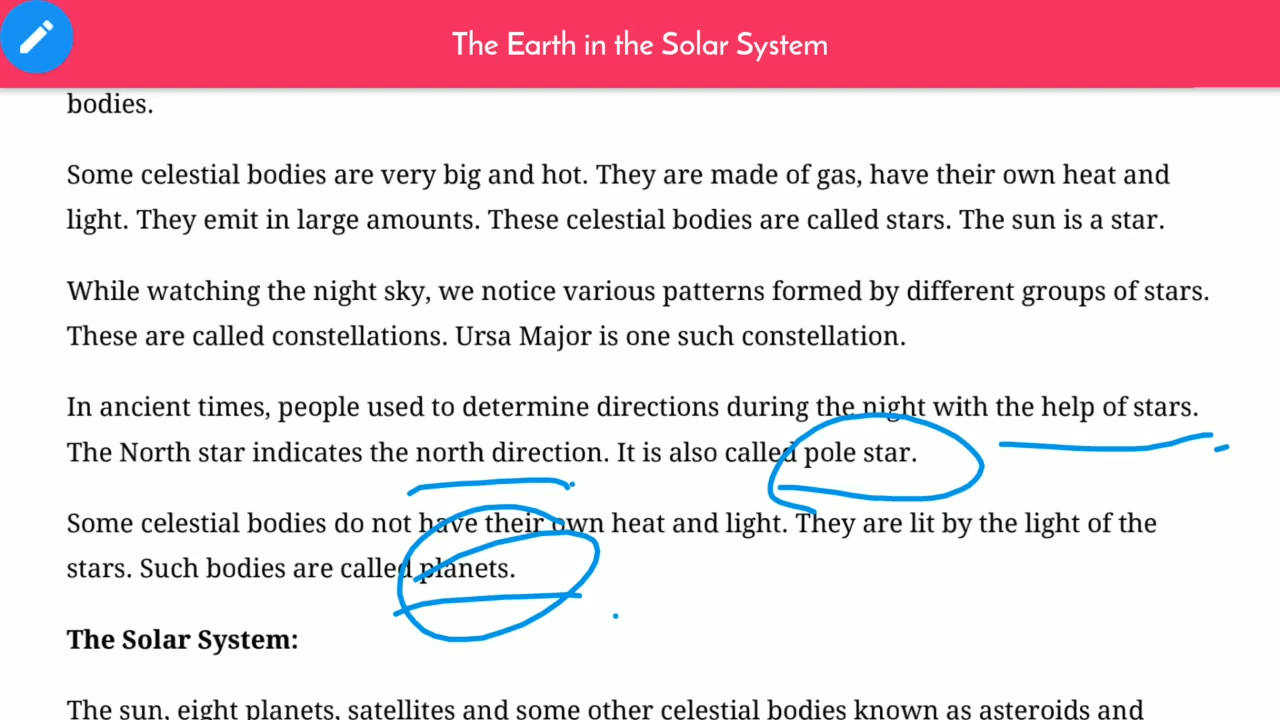 The Earth in the Solar System
bodies.
Some celestial bodies are very big and hot. They are made of gas, have their own heat and
light. They emit in large amounts. These celestial bodies are called stars. The sun is a star.
While watching the night sky, we notice various patterns formed by different groups of stars.
These are called constellations. Ursa Major is one such constellation.
In ancient times, people used to determine directions during the night with the help of stars.
The North star indicates the north direction. It is also called pole star.
Some celestial bodies do not have their own heat and light. They are lit by the light of the
stars. Such bodies are called planets.
The Solar System:
The sun, eight planets, satellites and some other celestial bodies known as asteroids and